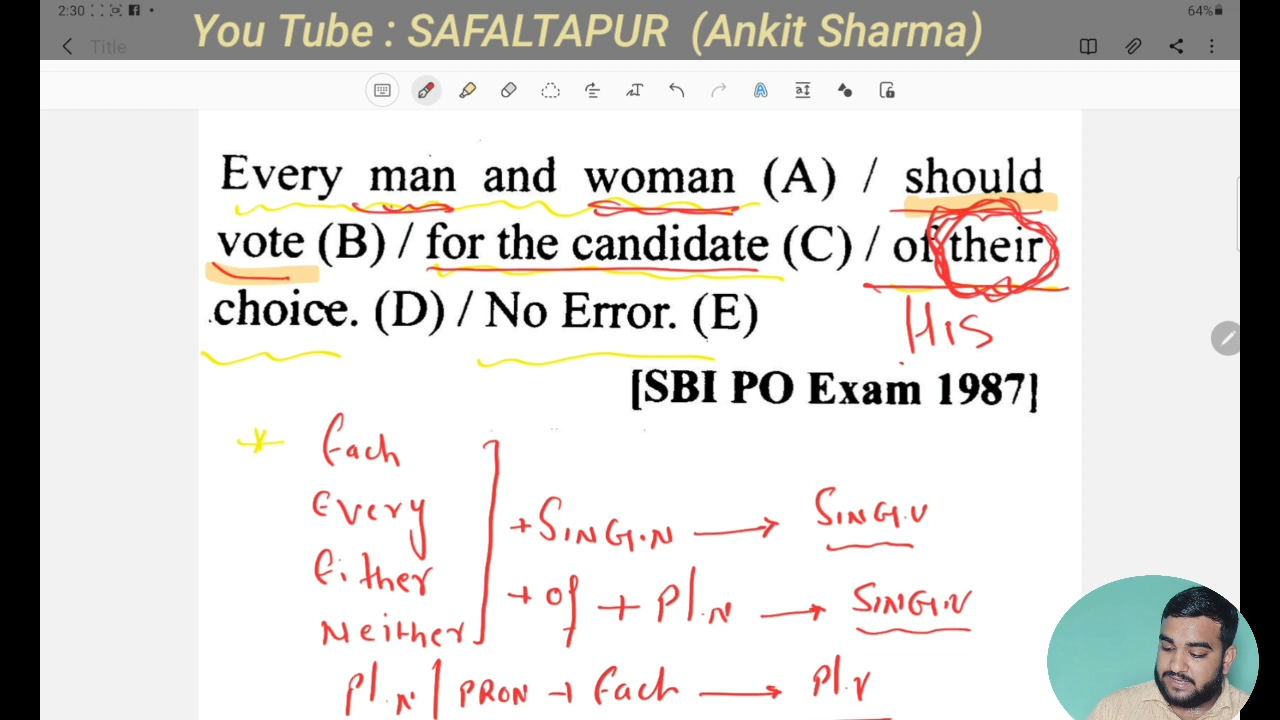 2:30
64%
You Tube : SAFALTAPUR (Ankit Sharma)
Title
Every man and woman (A) / should
vote (B) / for the candidate (C) / of their
choice. (D) / No Error. (E)
His
[SBI PO Exam 1987]
* Each
Every
Either
Neither
+ SING.N → SING.V
+ of + Pl.N → SING.V
Pl.N / PRON + Each → Pl.V